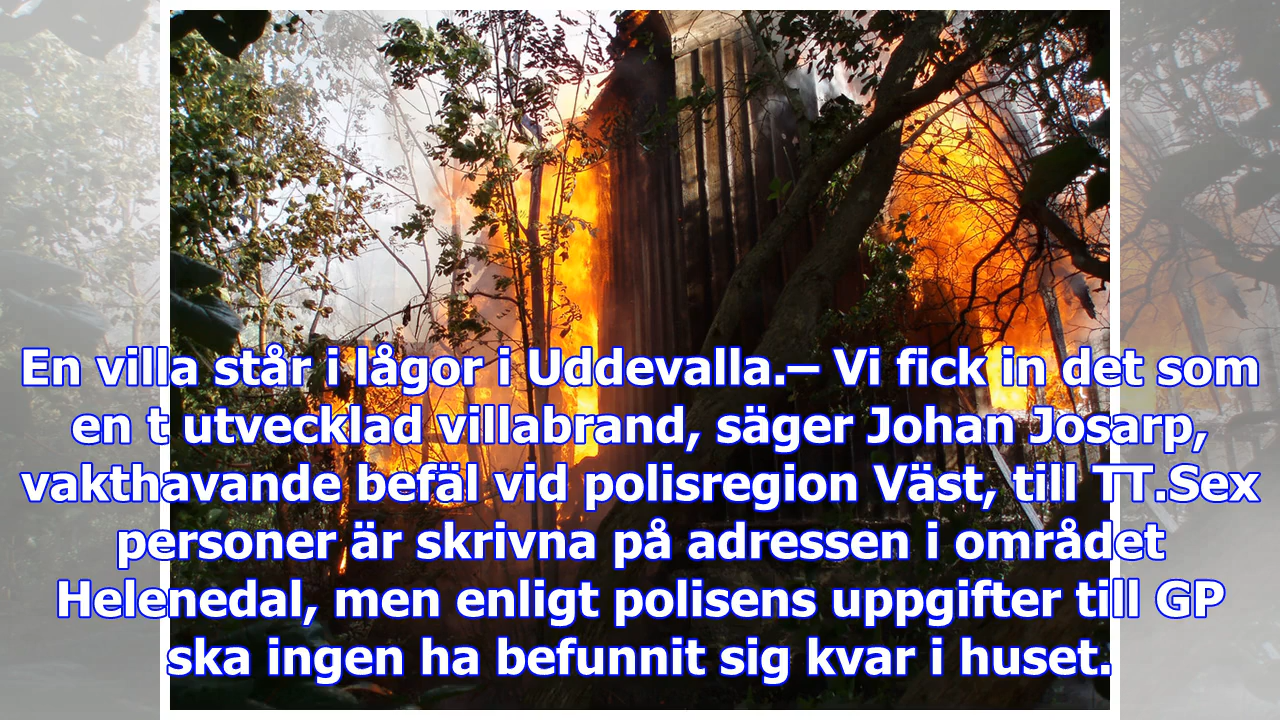 En villa står i lågor i Uddevalla.– Vi fick in det som
en t utvecklad villabrand, säger Johan Josarp,
vakthavande befäl vid polisregion Väst, till TT.Sex
personer är skrivna på adressen i området
Helenedal, men enligt polisens uppgifter till GP
ska ingen ha befunnit sig kvar i huset.